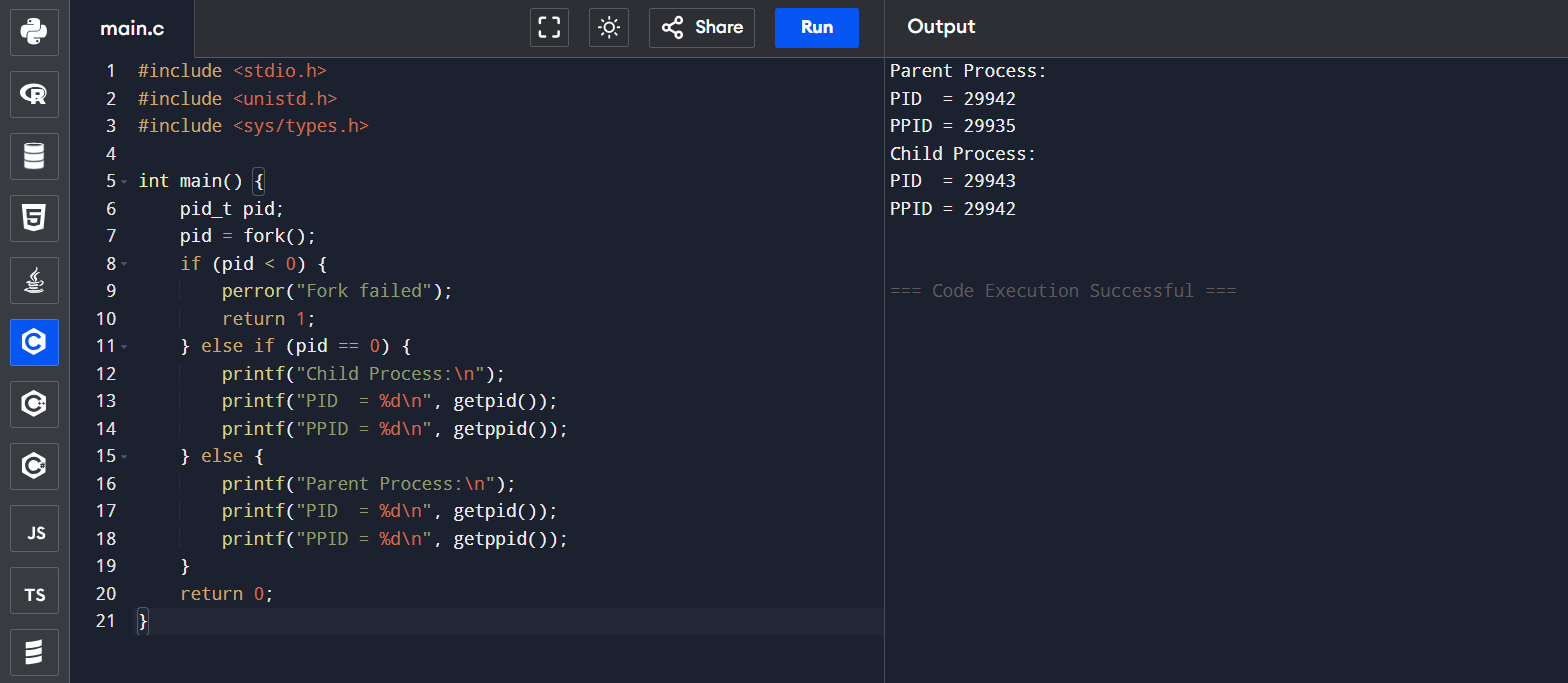 main.c
Share
Run
Output
1 #include <stdio.h>
2 #include <unistd.h>
3 #include <sys/types.h>
4
5 int main() {
6     pid_t pid;
7     pid = fork();
8     if (pid < 0) {
9         perror("Fork failed");
10         return 1;
11     } else if (pid == 0) {
12         printf("Child Process:\n");
13         printf("PID  = %d\n", getpid());
14         printf("PPID = %d\n", getppid());
15     } else {
16         printf("Parent Process:\n");
17         printf("PID  = %d\n", getpid());
18         printf("PPID = %d\n", getppid());
19     }
20     return 0;
21 }
Parent Process:
PID  = 29942
PPID = 29935
Child Process:
PID  = 29943
PPID = 29942
=== Code Execution Successful ===
R
5
C
C
C
JS
TS